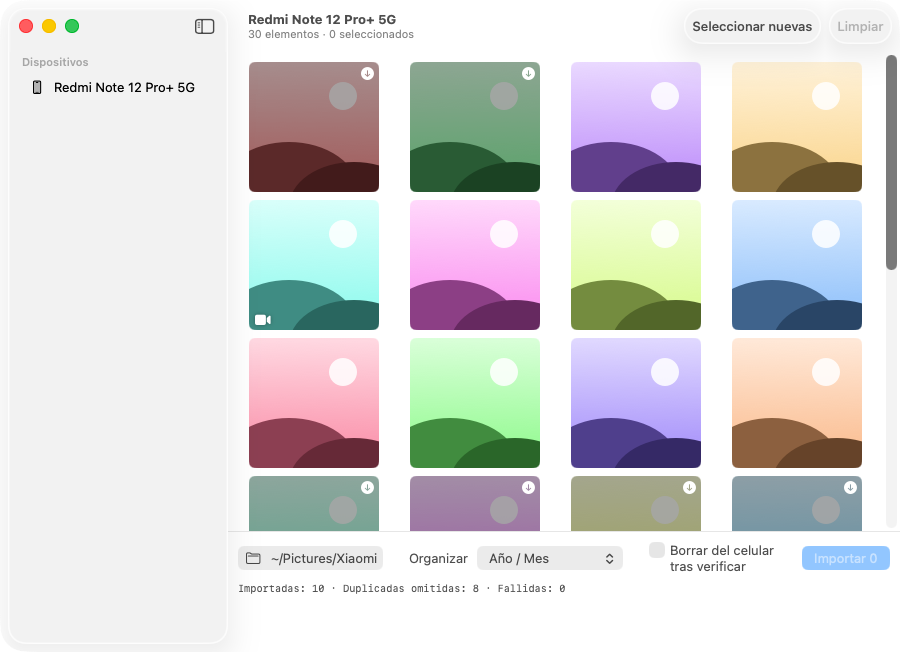 Redmi Note 12 Pro+ 5G
30 elementos · 0 seleccionados
Seleccionar nuevas
Limpiar
Dispositivos
Redmi Note 12 Pro+ 5G
~/Pictures/Xiaomi
Organizar
Año / Mes
Borrar del celular
tras verificar
Importar 0
Importadas: 10 · Duplicadas omitidas: 8 · Fallidas: 0